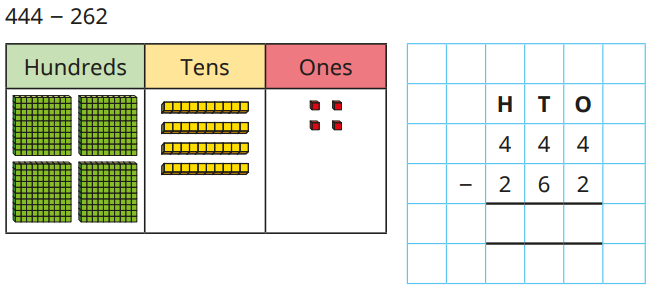 444 − 262
Hundreds Tens Ones
H T O
4 4 4
− 2 6 2